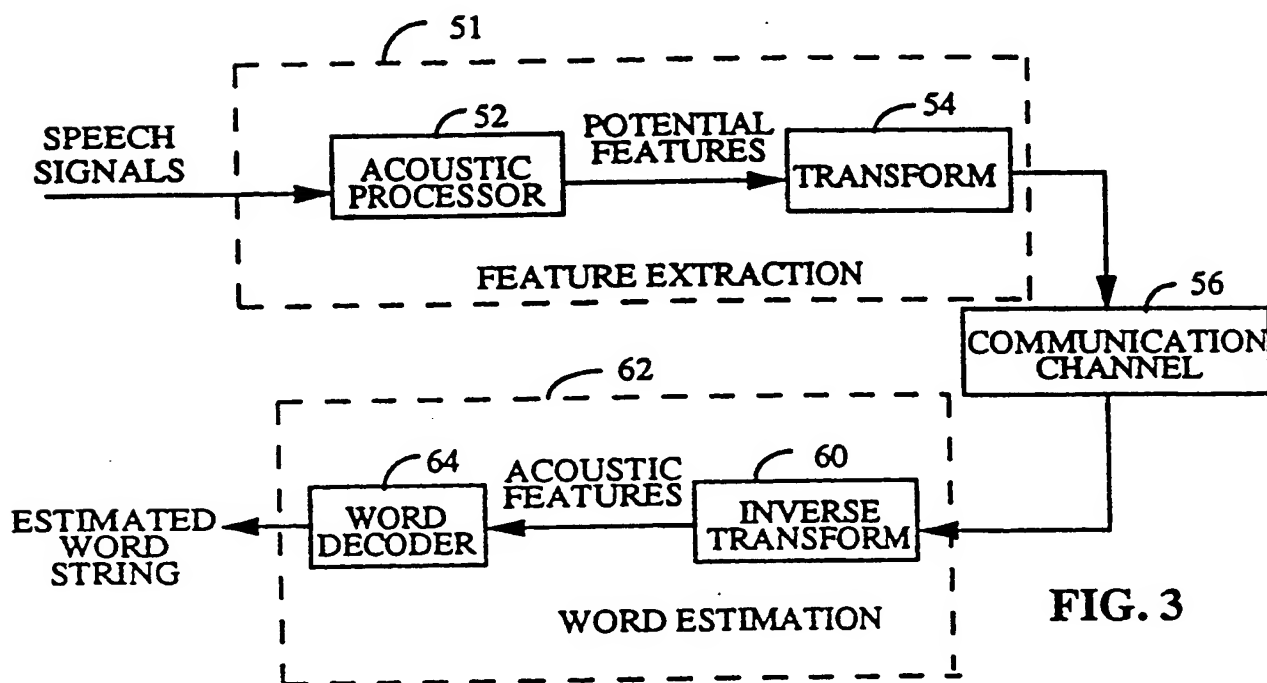 51
SPEECH
SIGNALS
52
ACOUSTIC
PROCESSOR
POTENTIAL
FEATURES
54
TRANSFORM
FEATURE EXTRACTION
56
COMMUNICATION
CHANNEL
62
ESTIMATED
WORD
STRING
64
WORD
DECODER
ACOUSTIC
FEATURES
60
INVERSE
TRANSFORM
WORD ESTIMATION
FIG. 3